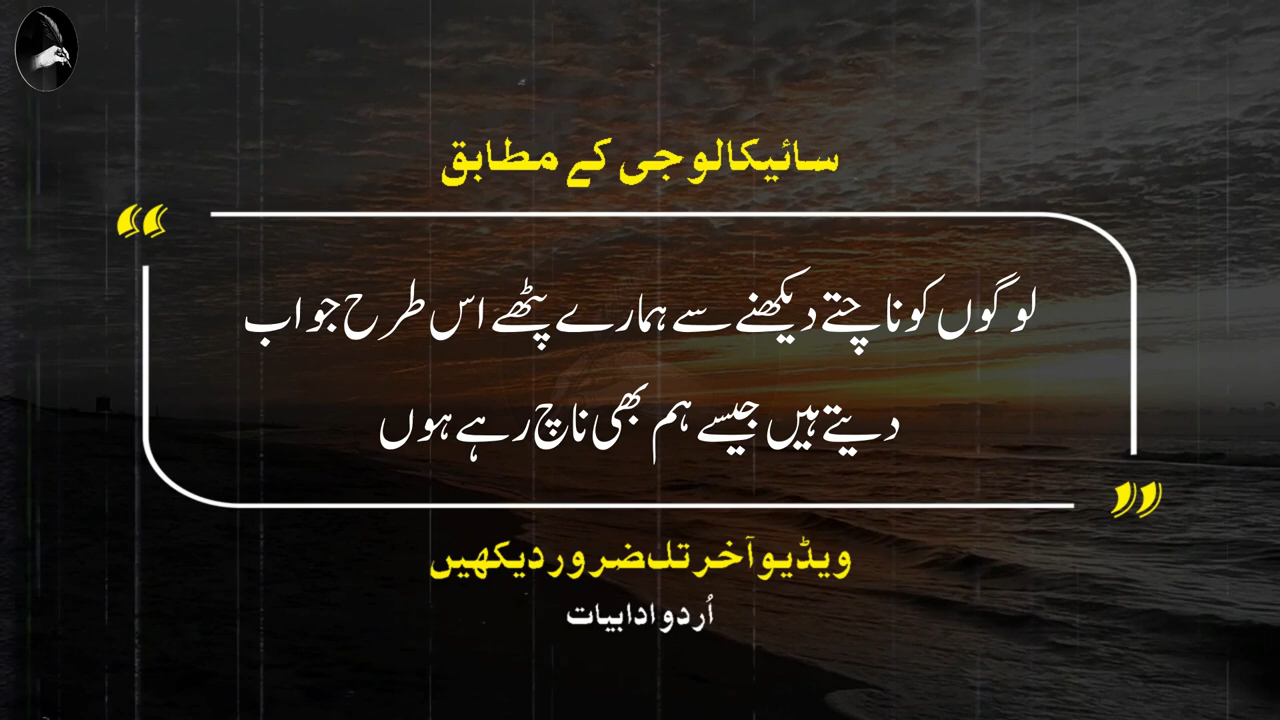 سائیکالوجی کے مطابق
لوگوں کو ناچتے دیکھنے سے ہمارے پٹھے اس طرح جواب
دیتے ہیں جیسے ہم بھی ناچ رہے ہوں
ویڈیو آخر تک ضرور دیکھیں
اُردو ادابیات